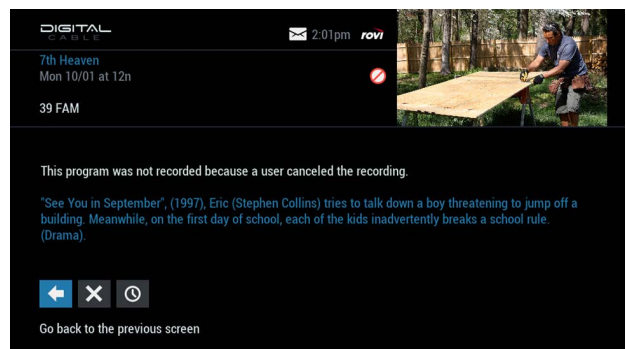 DIGITAL
CABLE
2:01pm rovi
7th Heaven
Mon 10/01 at 12n
39 FAM
This program was not recorded because a user canceled the recording.
"See You in September", (1997), Eric (Stephen Collins) tries to talk down a boy threatening to jump off a
building. Meanwhile, on the first day of school, each of the kids inadvertently breaks a school rule.
(Drama).
Go back to the previous screen